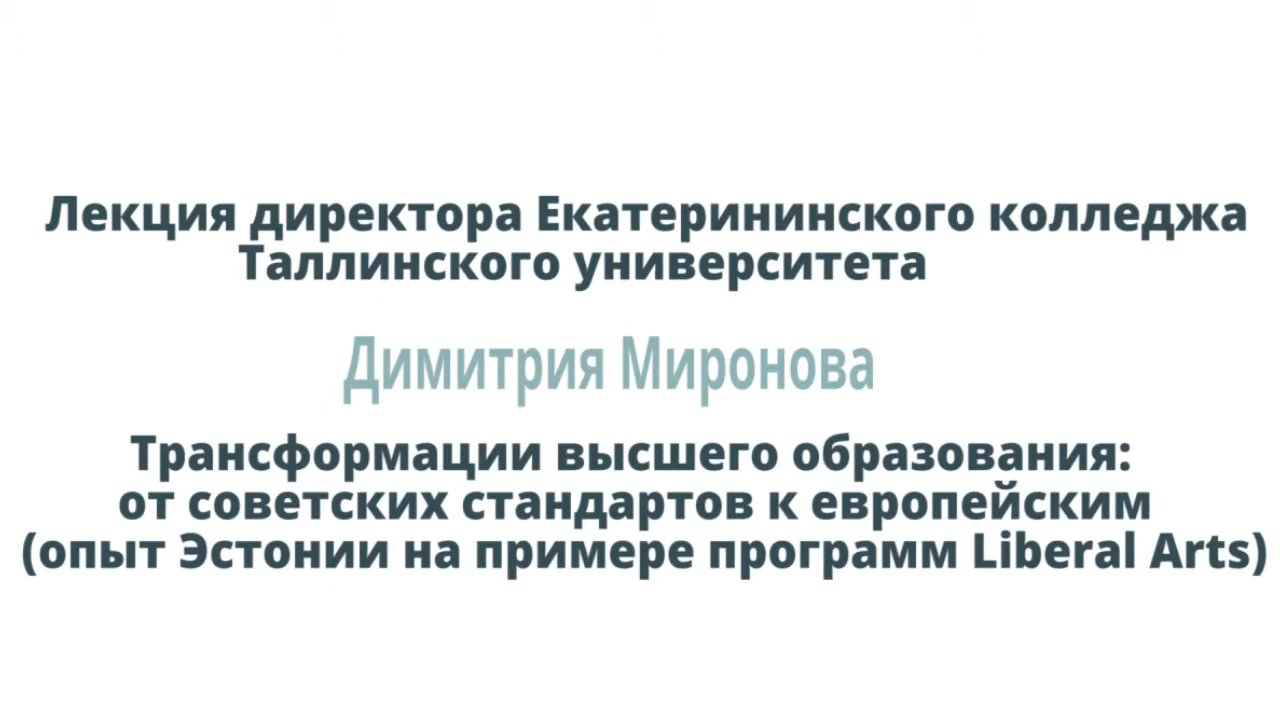 Лекция директора Екатерининского колледжа
Таллинского университета
Димитрия Миронова
Трансформации высшего образования:
от советских стандартов к европейским
(опыт Эстонии на примере программ Liberal Arts)